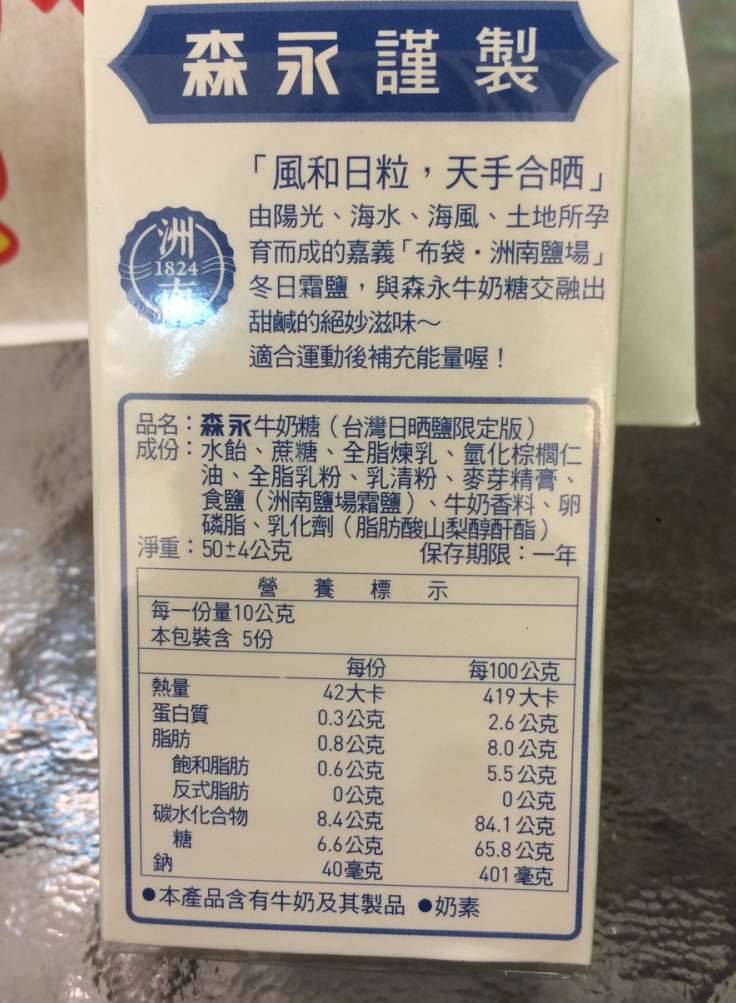 森永謹製
「風和日粒，天手合晒」
由陽光、海水、海風、土地所孕
育而成的嘉義「布袋・洲南鹽場」
冬日霜鹽，與森永牛奶糖交融出
甜鹹的絕妙滋味～
適合運動後補充能量喔！
洲
1824
南
品名：森永牛奶糖（台灣日晒鹽限定版）
成份：水飴、蔗糖、全脂煉乳、氫化棕櫚仁
油、全脂乳粉、乳清粉、麥芽精膏、
食鹽（洲南鹽場霜鹽）、牛奶香料、卵
磷脂、乳化劑（脂肪酸山梨醇酐酯）
淨重：50±4公克 保存期限：一年
營養標示
每一份量10公克
本包裝含 5份
每份 每100公克
熱量 42大卡 419大卡
蛋白質 0.3公克 2.6公克
脂肪 0.8公克 8.0公克
飽和脂肪 0.6公克 5.5公克
反式脂肪 0公克 0公克
碳水化合物 8.4公克 84.1公克
糖 6.6公克 65.8公克
鈉 40毫克 401毫克
●本產品含有牛奶及其製品 ●奶素